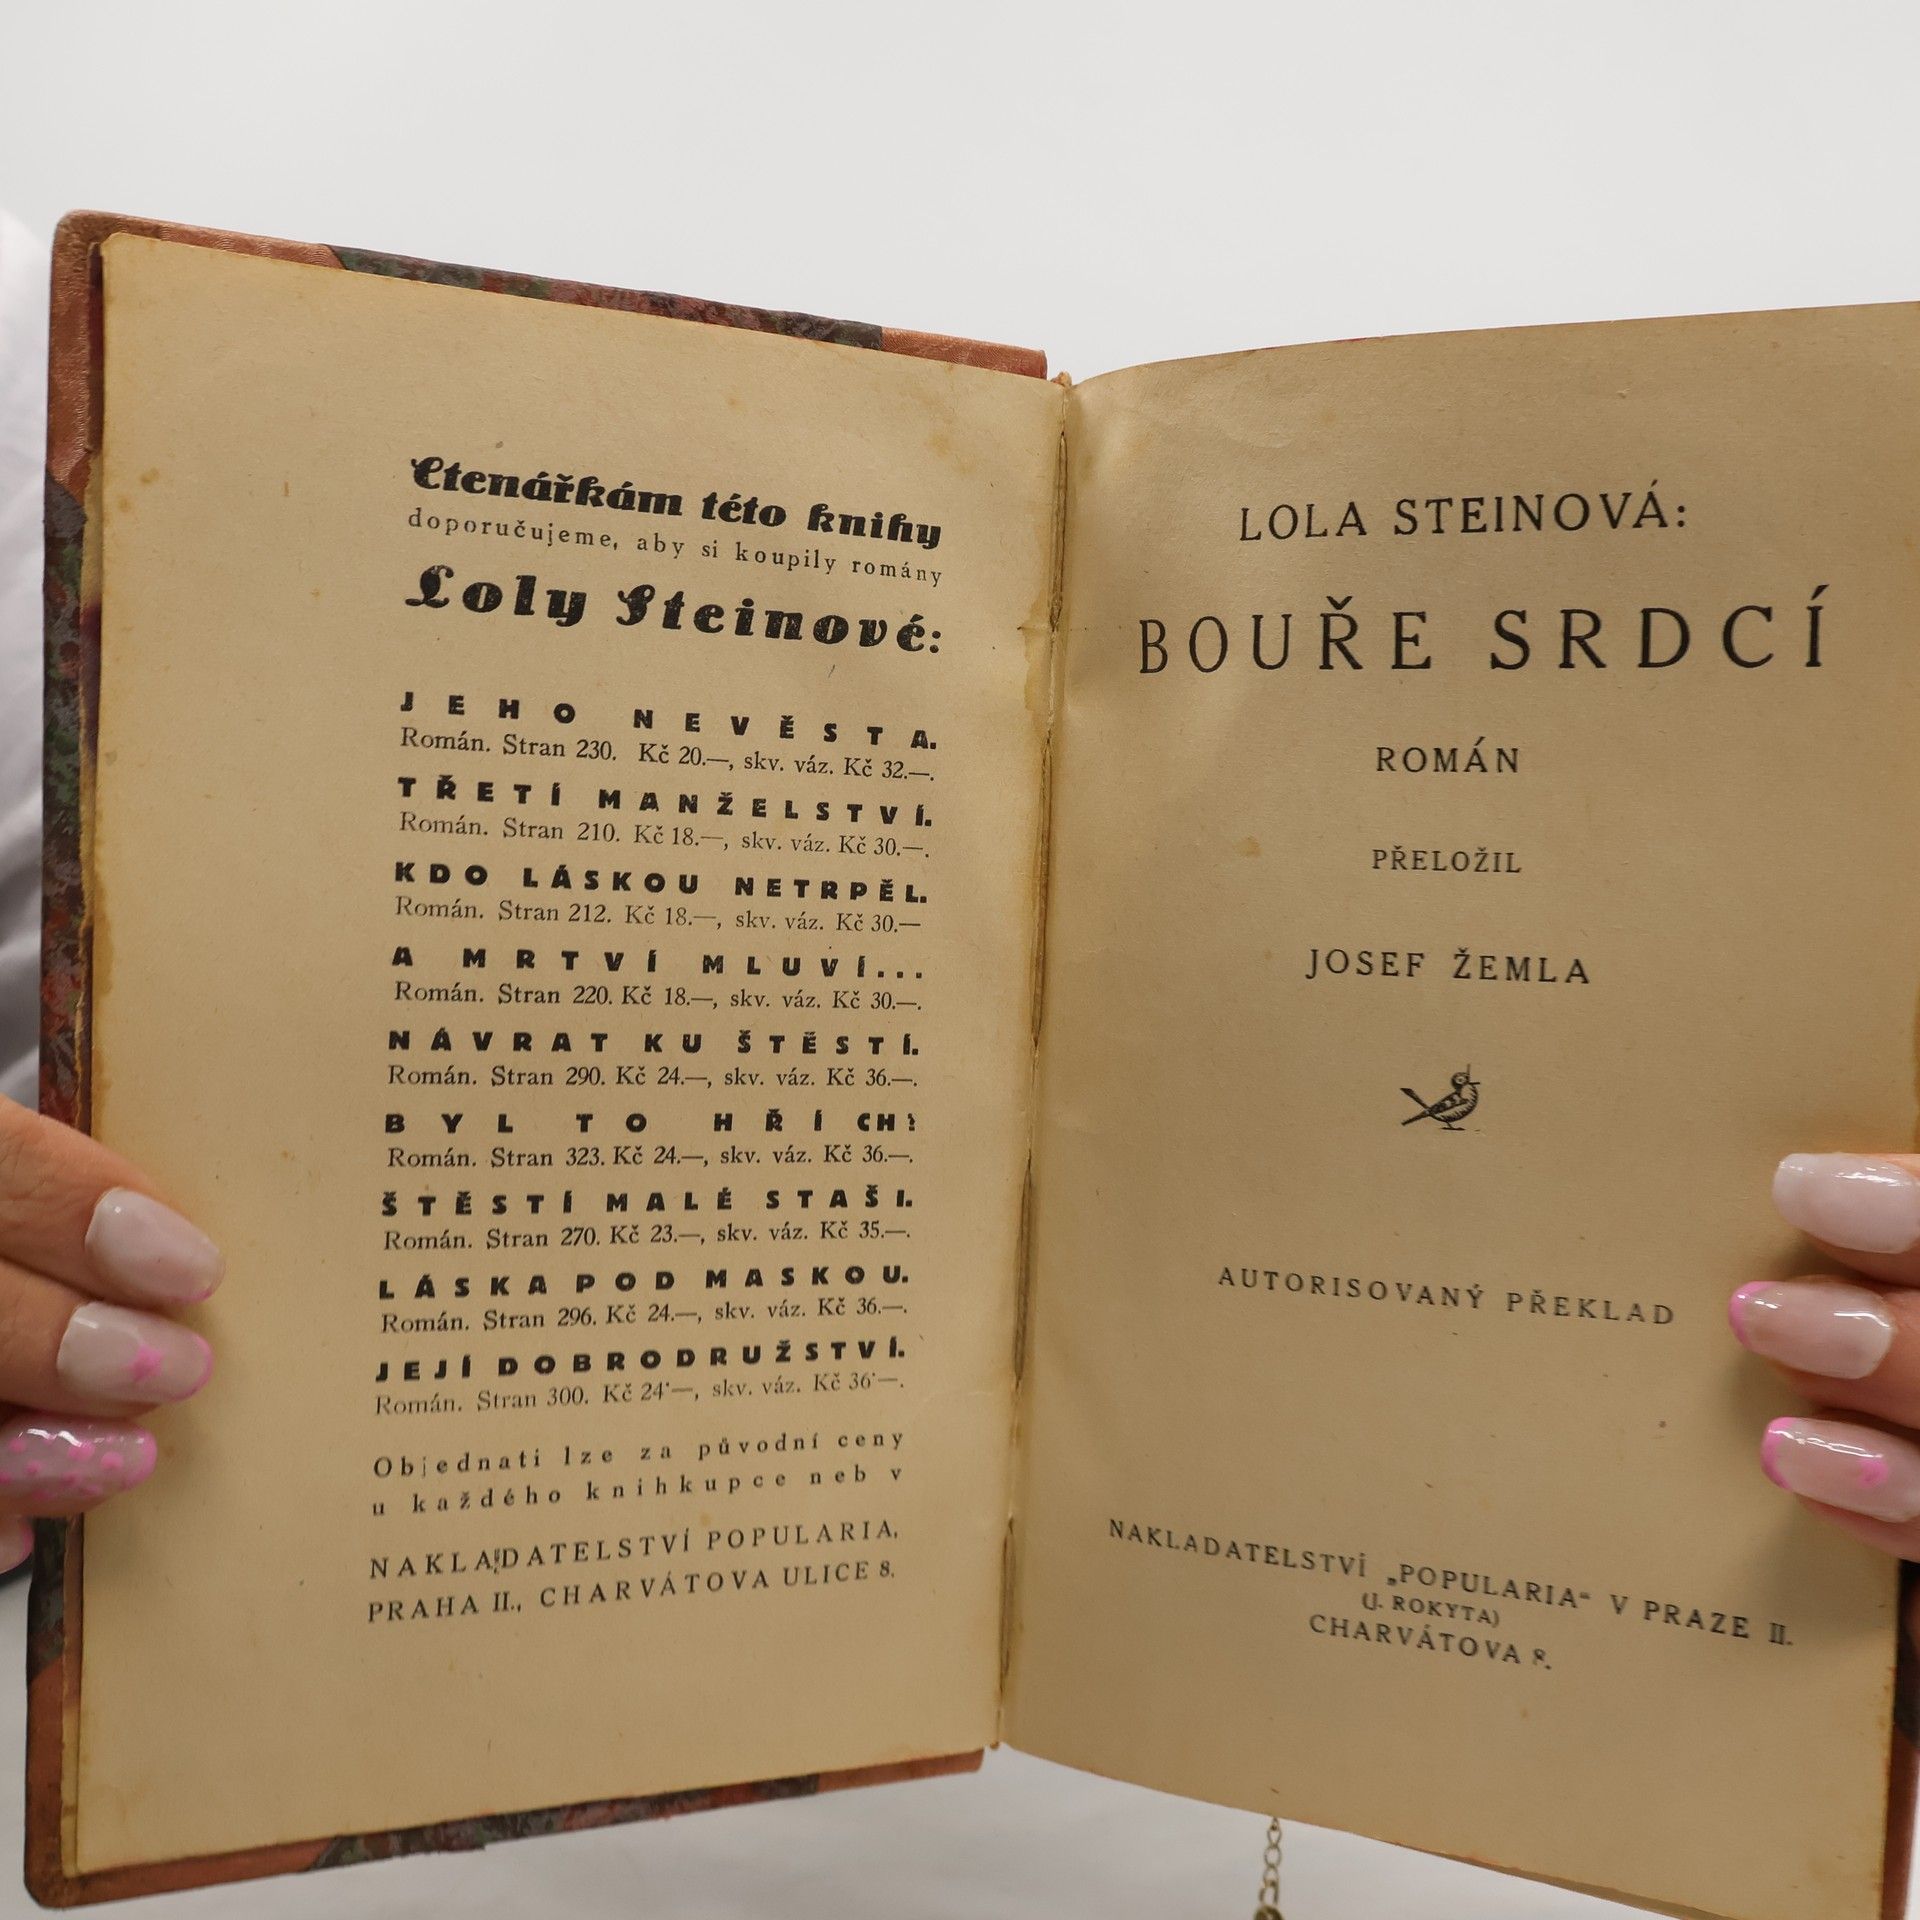 Čtenářkám této knihy
doporučujeme, aby si koupily romány
Loly Steinové:
JEHO NEVĚSTA.
Román. Stran 230. Kč 20.—, skv. váz. Kč 32.—.
TŘETÍ MANŽELSTVÍ.
Román. Stran 210. Kč 18.—, skv. váz. Kč 30.—.
KDO LÁSKOU NETRPĚL.
Román. Stran 212. Kč 18.—, skv. váz. Kč 30.—
A MRTVÍ MLUVÍ...
Román. Stran 220. Kč 18.—, skv. váz. Kč 30.—.
NÁVRAT KU ŠTĚSTÍ.
Román. Stran 290. Kč 24.—, skv. váz. Kč 36.—.
BYL TO HŘÍCH?
Román. Stran 323. Kč 24.—, skv. váz. Kč 36.—.
ŠTĚSTÍ MALÉ STAŠI.
Román. Stran 270. Kč 23.—, skv. váz. Kč 35.—.
LÁSKA POD MASKOU.
Román. Stran 296. Kč 24.—, skv. váz. Kč 36.—.
JEJÍ DOBRODRUŽSTVÍ.
Román. Stran 300. Kč 24·—, skv. váz. Kč 36·—.
Objednati lze za původní ceny
u každého knihkupce neb v
NAKLADATELSTVÍ POPULARIA,
PRAHA II., CHARVÁTOVA ULICE 8.
LOLA STEINOVÁ:
BOUŘE SRDCÍ
ROMÁN
PŘELOŽIL
JOSEF ŽEMLA
AUTORISOVANÝ PŘEKLAD
NAKLADATELSTVÍ „POPULARIA“ V PRAZE II.
(J. ROKYTA)
CHARVÁTOVA 8.